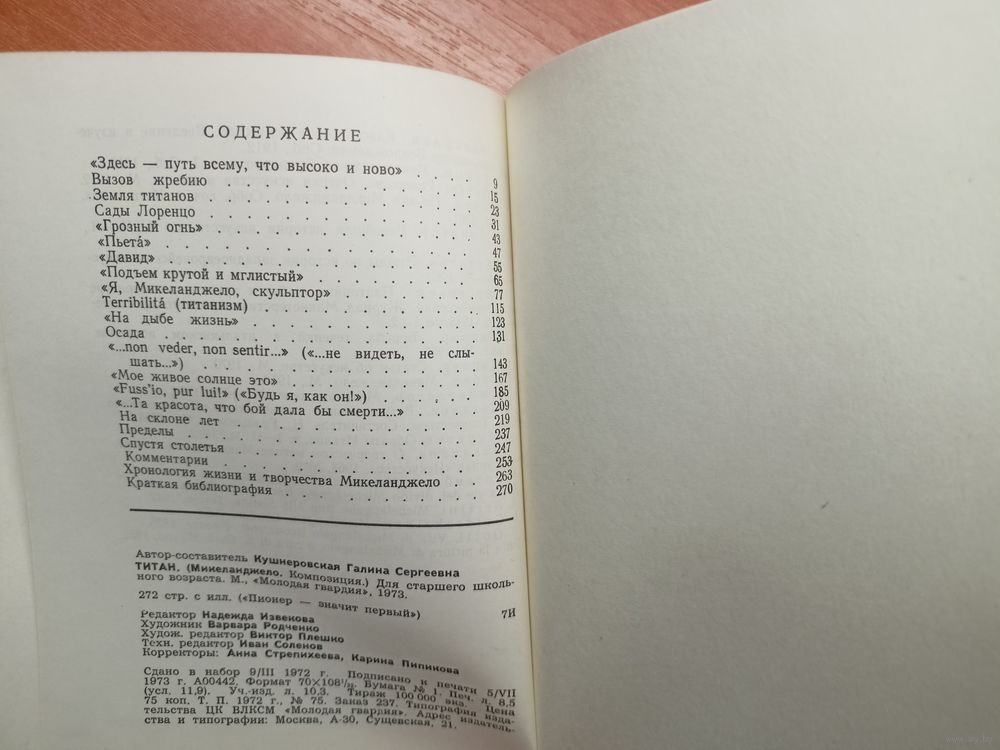 СОДЕРЖАНИЕ
«Здесь — путь всему, что высоко и ново» . . . . 9
Вызов жребию . . . . . . . . . . . . 15
Земля титанов . . . . . . . . . . . . 23
Сады Лоренцо . . . . . . . . . . . . 31
«Грозный огнь» . . . . . . . . . . . . 43
«Пьета́» . . . . . . . . . . . . . . 47
«Давид» . . . . . . . . . . . . . . 55
«Подъем крутой и мглистый» . . . . . . . . 65
«Я, Микеланджело, скульптор» . . . . . . 77
Terribilitá (титанизм) . . . . . . . . . . 115
«На дыбе жизнь» . . . . . . . . . . . 123
Осада . . . . . . . . . . . . . . . 131
«...non veder, non sentir...» («...не видеть, не слы-
шать...») . . . . . . . . . . . . . 143
«Мое живое солнце это» . . . . . . . . . 167
«Fuss'io, pur lui!» («Будь я, как он!») . . . . . 185
«...Та красота, что бой дала бы смерти...» . . . . 209
На склоне лет . . . . . . . . . . . . 219
Пределы . . . . . . . . . . . . . . 237
Спустя столетья . . . . . . . . . . . . 247
Комментарии . . . . . . . . . . . . . 253
Хронология жизни и творчества Микеланджело . . 263
Краткая библиография . . . . . . . . . . 270
Автор-составитель Кушнеровская Галина Сергеевна
ТИТАН. (Микеланджело. Композиция.) Для старшего школь-
ного возраста. М., «Молодая гвардия», 1973.
272 стр. с илл. («Пионер — значит первый») 7И
Редактор Надежда Извекова
Художник Варвара Родченко
Худож. редактор Виктор Плешко
Техн. редактор Иван Соленов
Корректоры: Анна Стрепихеева, Карина Пипикова
Сдано в набор 9/III 1972 г. Подписано к печати 5/VII
1973 г. А00442. Формат 70×108¹/₃₂. Бумага № 1. Печ. л. 8,5
(усл. 11,9). Уч.-изд. л. 10,3. Тираж 100 000 экз. Цена
75 коп. Т. П. 1972 г., № 75. Заказ 237. Типография изда-
тельства ЦК ВЛКСМ «Молодая гвардия». Адрес издатель-
ства и типографии: Москва, А-30, Сущевская, 21.